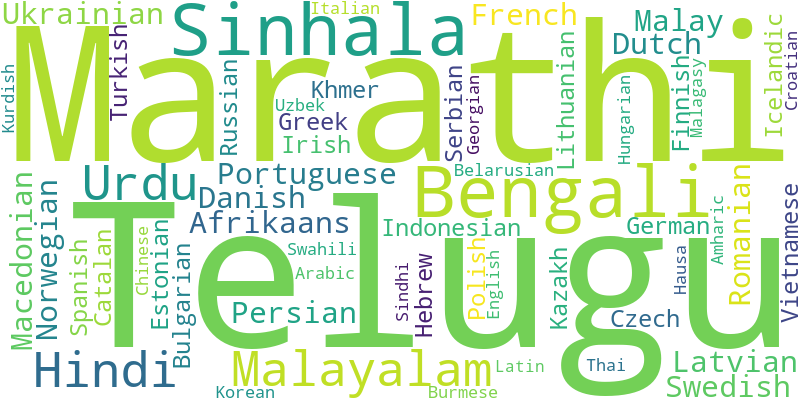 Ukrainian
Italian
French
Malay
Sinhala
Dutch
Marathi
Kurdish
Turkish
Russian
Khmer
Uzbek
Greek
Irish
Serbian
Georgian
Lithuanian
Hungarian
Finnish
Malagasy
Icelandic
Croatian
Urdu
Portuguese
Danish
Afrikaans
Belarusian
Bengali
Indonesian
German
Amharic
Romanian
Vietnamese
Macedonian
Norwegian
Spanish
Catalan
Chinese
Estonian
Bulgarian
Telugu
Swahili
Arabic
Persian
Sindhi
Hebrew
Polish
English
Kazakh
Czech
Hausa
Hindi
Malayalam
Latin
Thai
Latvian
Swedish
Korean
Burmese